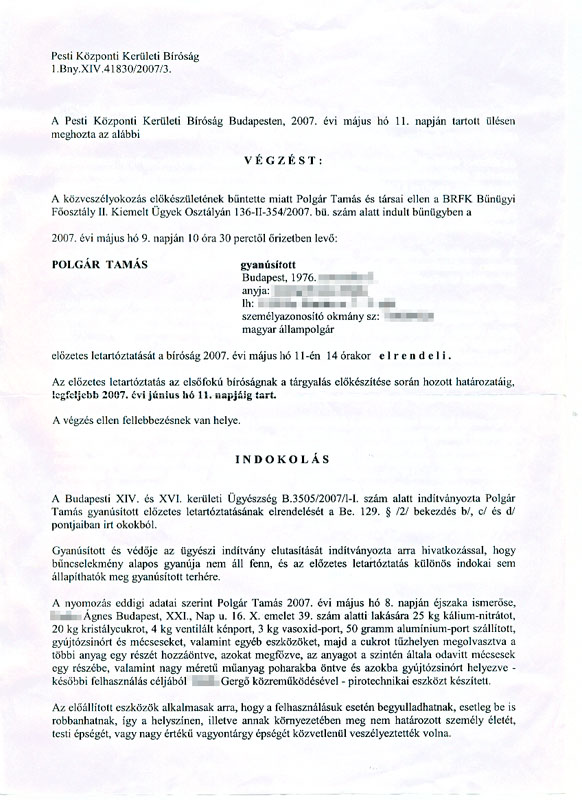 Pesti Központi Kerületi Bíróság
1.Bny.XIV.41830/2007/3.
A Pesti Központi Kerületi Bíróság Budapesten, 2007. évi május hó 11. napján tartott ülésen
meghozta az alábbi
VÉGZÉST:
A közveszélyokozás előkészületének bűntette miatt Polgár Tamás és társai ellen a BRFK Bűnügyi
Főosztály II. Kiemelt Ügyek Osztályán 136-II-354/2007. bü. szám alatt indult bűnügyben a
2007. évi május hó 9. napján 10 óra 30 perctől őrizetben levő:
POLGÁR TAMÁS gyanúsított
Budapest, 1976.
anyja:
lh:
személyazonosító okmány sz:
magyar állampolgár
előzetes letartóztatását a bíróság 2007. évi május hó 11-én 14 órakor elrendeli.
Az előzetes letartóztatás az elsőfokú bíróságnak a tárgyalás előkészítése során hozott határozatáig,
legfeljebb 2007. évi június hó 11. napjáig tart.
A végzés ellen fellebbezésnek van helye.
INDOKOLÁS
A Budapesti XIV. és XVI. kerületi Ügyészség B.3505/2007/1-I. szám alatt indítványozta Polgár
Tamás gyanúsított előzetes letartóztatásának elrendelését a Be. 129. § /2/ bekezdés b/, c/ és d/
pontjaiban írt okokból.
Gyanúsított és védője az ügyészi indítvány elutasítását indítványozta arra hivatkozással, hogy
bűncselekmény alapos gyanúja nem áll fenn, és az előzetes letartóztatás különös indokai sem
állapíthatók meg gyanúsított terhére.
A nyomozás eddigi adatai szerint Polgár Tamás 2007. évi május hó 8. napján éjszaka ismerőse,
Ágnes Budapest, XXI., Nap u. 16. X. emelet 39. szám alatti lakására 25 kg kálium-nitrátot,
20 kg kristálycukrot, 4 kg ventilált kénport, 3 kg vasoxid-port, 50 gramm alumínium-port szállított,
gyújtózsinórt és mécseseket, valamint egyéb eszközöket, majd a cukrot tűzhelyen megolvasztva a
többi anyag egy részét hozzáöntve, azokat megfőzve, az anyagot a szintén általa odavitt mécsesek
egy részébe, valamint nagy méretű műanyag poharakba öntve és azokba gyújtózsinórt helyezve -
későbbi felhasználás céljából Gergő közreműködésével - pirotechnikai eszközt készített.
Az előállított eszközök alkalmasak arra, hogy a felhasználásuk esetén begyulladhatnak, esetleg be is
robbanhatnak, így a helyszínen, illetve annak környezetében meg nem határozott személy életét,
testi épségét, vagy nagy értékű vagyontárgy épségét közvetlenül veszélyeztették volna.